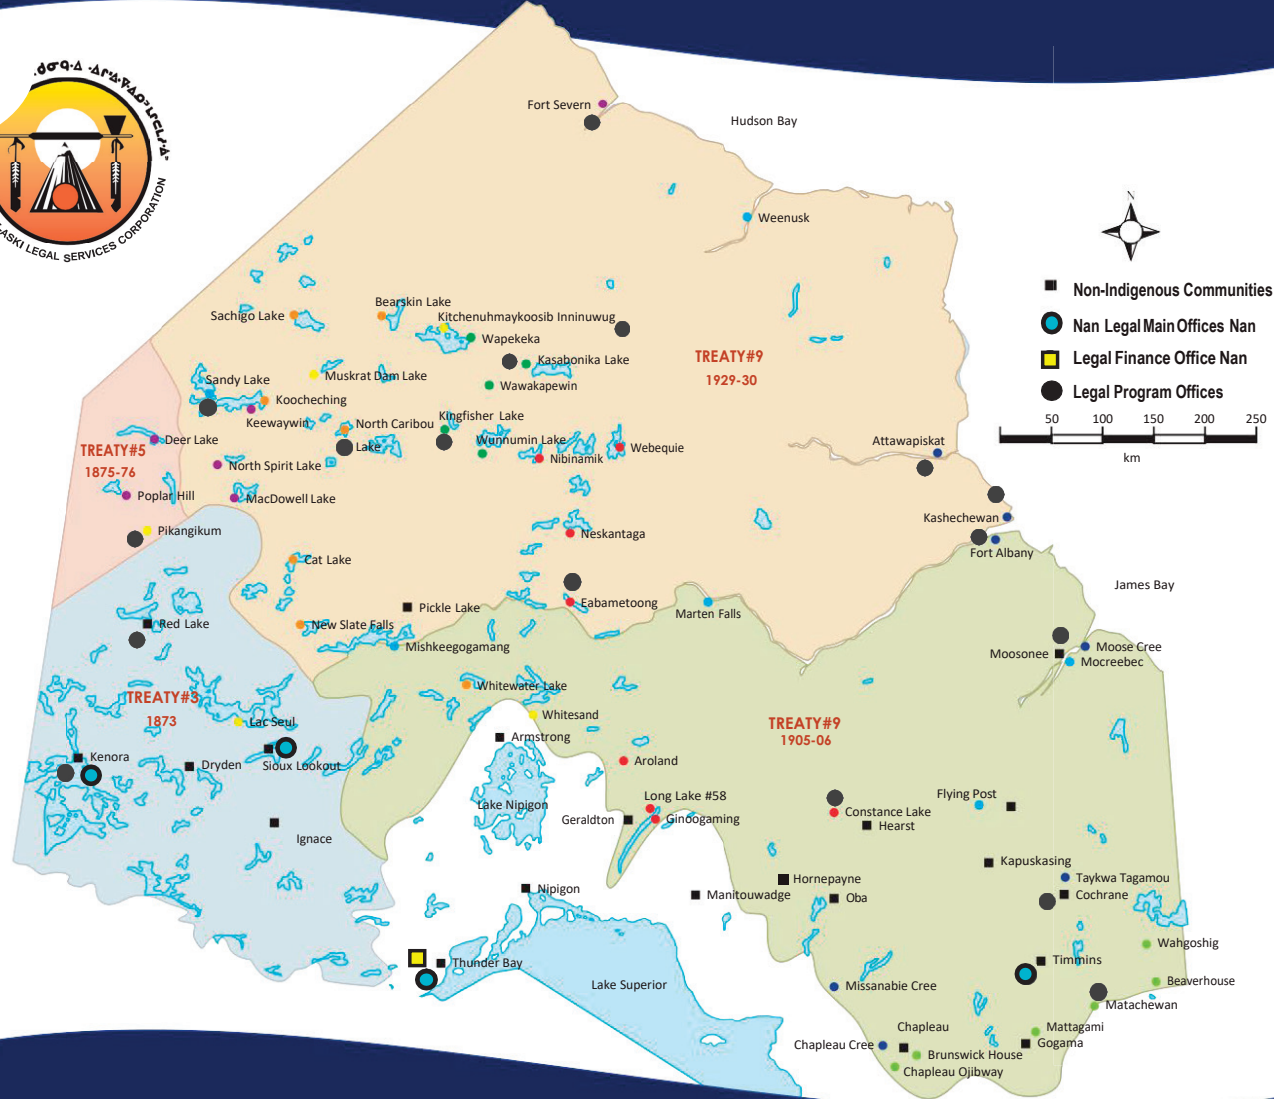 ASKI LEGAL SERVICES CORPORATION
Fort Severn
Hudson Bay
Weenusk
N
Non-Indigenous Communities
Nan Legal Main Offices Nan
Legal Finance Office Nan
Legal Program Offices
50 100 150 200 250
km
Bearskin Lake
Sachigo Lake
Kitchenuhmaykoosib Inninuwug
Wapekeka
Kasabonika Lake
TREATY#9
1929-30
Sandy Lake
Muskrat Dam Lake
Wawakapewin
Koocheching
Keewaywin
North Caribou
Lake
Kingfisher Lake
Wunnumin Lake
Nibinamik
Webequie
Attawapiskat
TREATY#5
1875-76
Deer Lake
North Spirit Lake
Poplar Hill
MacDowell Lake
Pikangikum
Kashechewan
Neskantaga
Fort Albany
Cat Lake
James Bay
Pickle Lake
Eabametoong
Marten Falls
Red Lake
New Slate Falls
Mishkeegogamang
Moosonee
Moose Cree
Mocreebec
TREATY#3
1873
Whitewater Lake
Lac Seul
Whitesand
TREATY#9
1905-06
Armstrong
Kenora
Dryden
Sioux Lookout
Aroland
Lake Nipigon
Long Lake #58
Geraldton
Ginoogaming
Flying Post
Constance Lake
Hearst
Ignace
Kapuskasing
Hornepayne
Taykwa Tagamou
Nipigon
Manitouwadge
Oba
Cochrane
Wahgoshig
Thunder Bay
Timmins
Lake Superior
Missanabie Cree
Beaverhouse
Matachewan
Chapleau
Mattagami
Chapleau Cree
Gogama
Brunswick House
Chapleau Ojibway